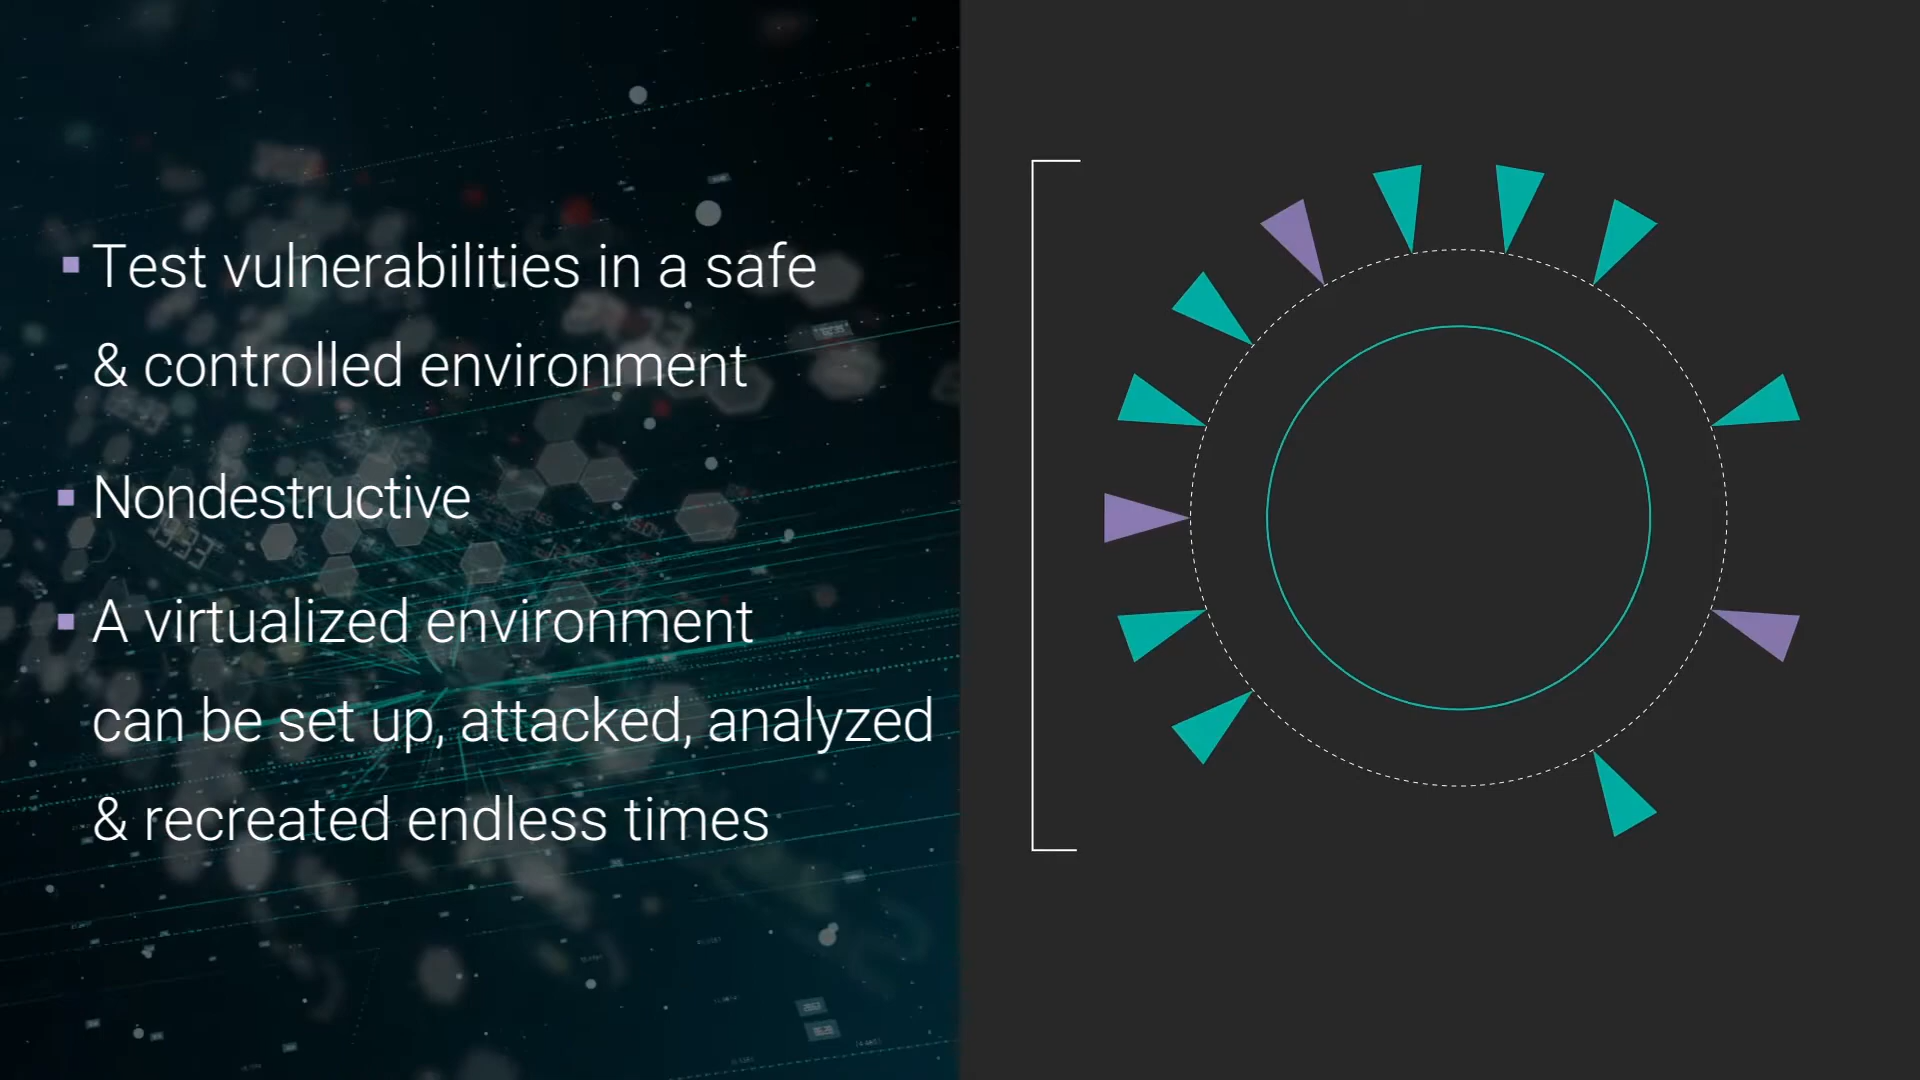 Test vulnerabilities in a safe
& controlled environment
Nondestructive
A virtualized environment
can be set up, attacked, analyzed
& recreated endless times